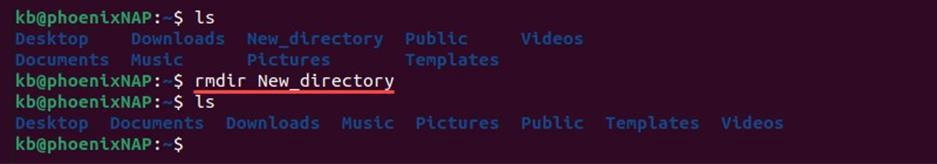 kb@phoenixNAP:~$ ls
Desktop Downloads New_directory Public Videos
Documents Music Pictures Templates
kb@phoenixNAP:~$ rmdir New_directory
kb@phoenixNAP:~$ ls
Desktop Documents Downloads Music Pictures Public Templates Videos
kb@phoenixNAP:~$